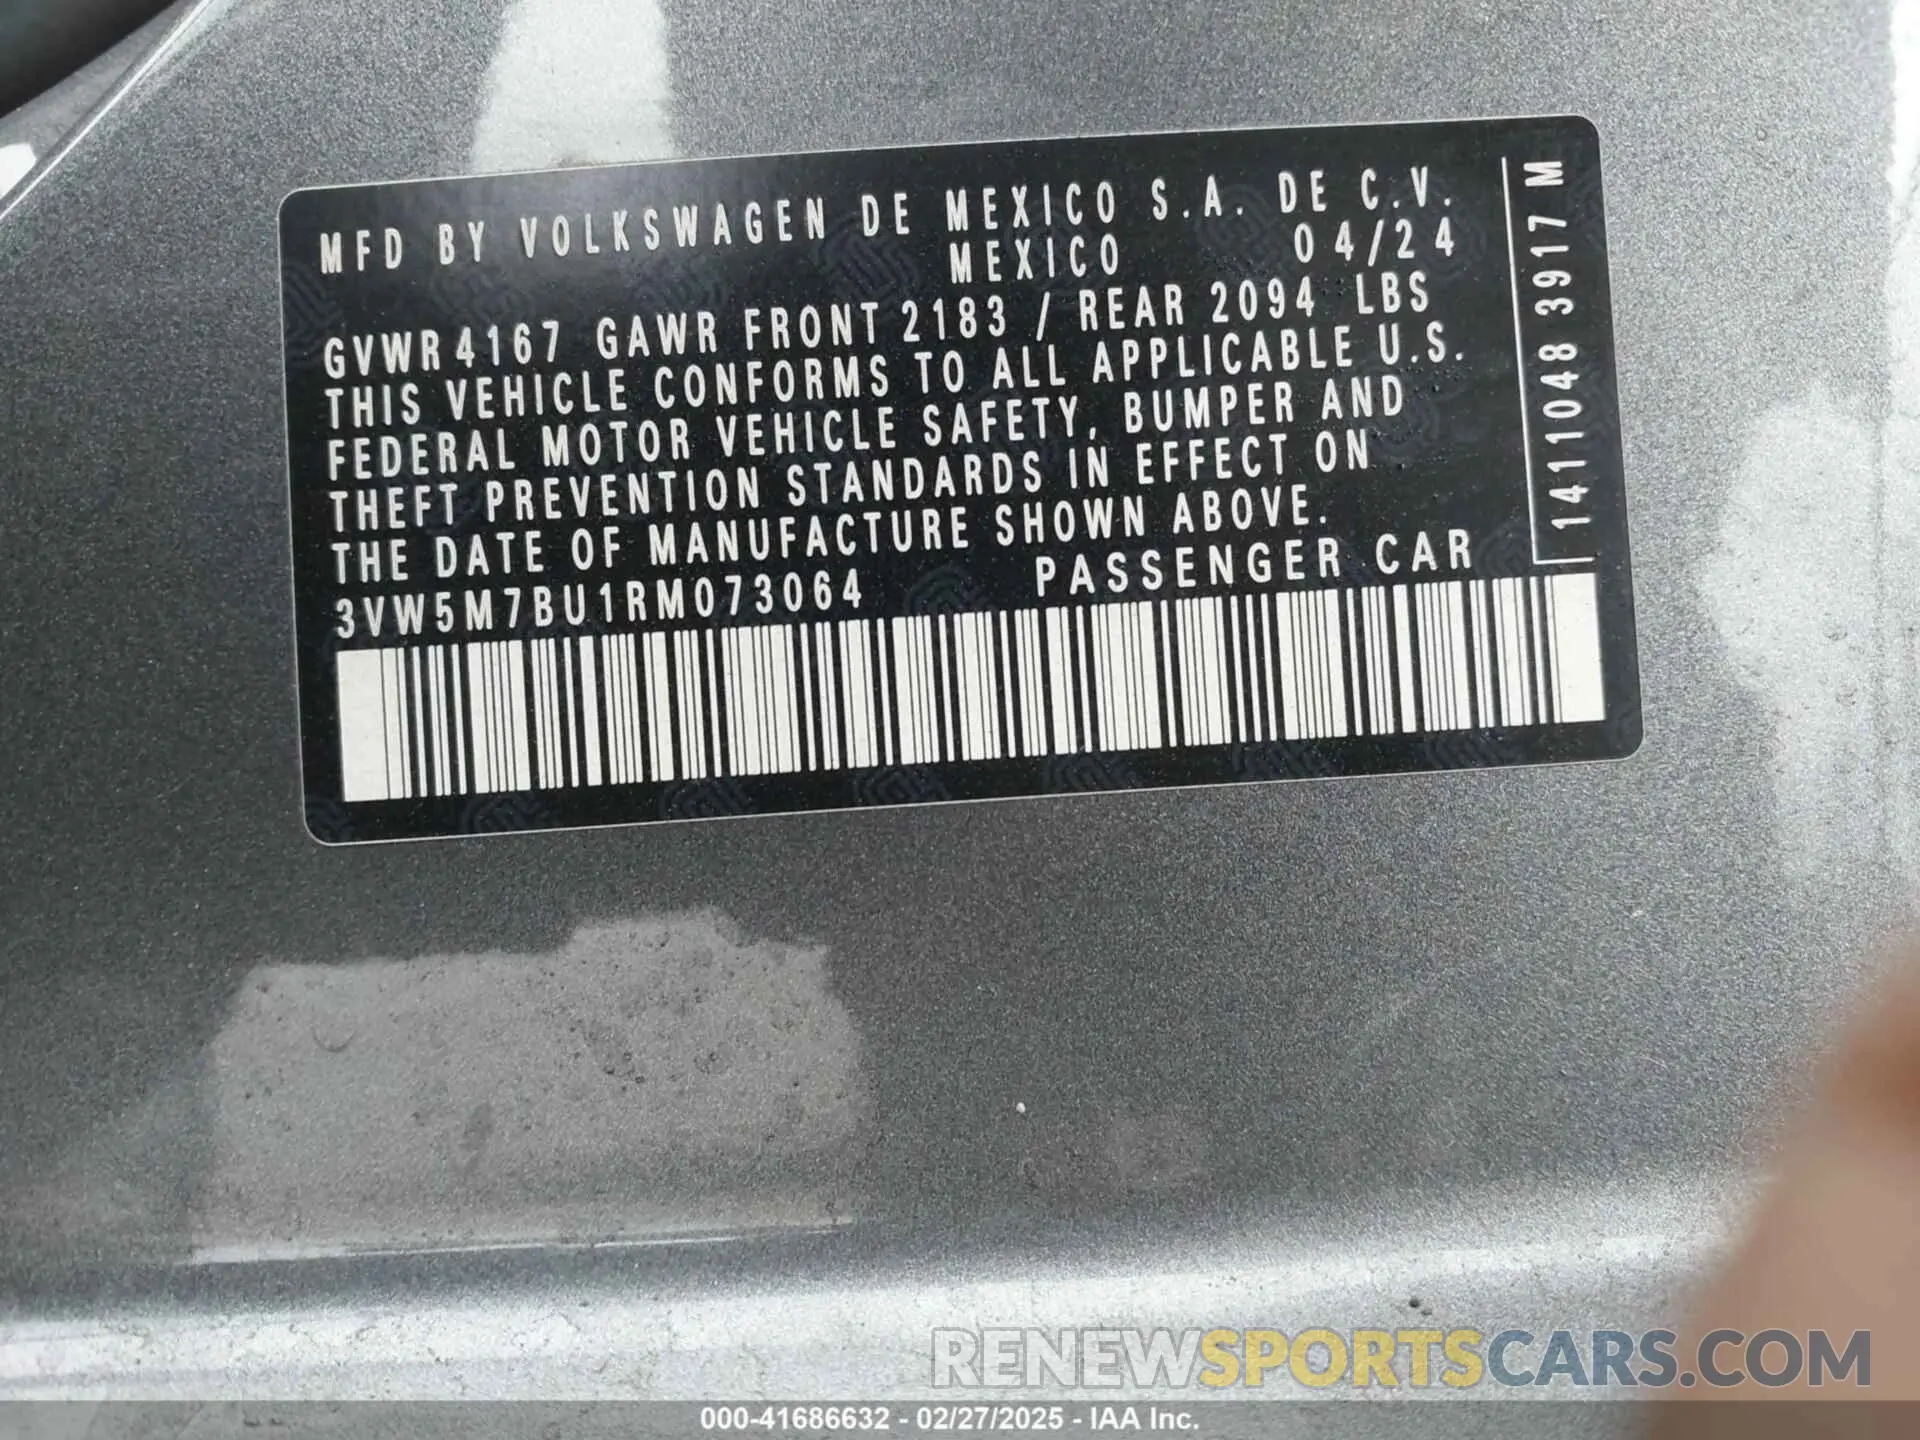 MFD BY VOLKSWAGEN DE MEXICO S.A. DE C.V.
MEXICO 04/24
GVWR 4167 GAWR FRONT 2183 / REAR 2094 LBS
THIS VEHICLE CONFORMS TO ALL APPLICABLE U.S.
FEDERAL MOTOR VEHICLE SAFETY, BUMPER AND
THEFT PREVENTION STANDARDS IN EFFECT ON
THE DATE OF MANUFACTURE SHOWN ABOVE.
3VW5M7BU1RM073064 PASSENGER CAR
1411048 3917 M
RENEWSPORTSCARS.COM
000-41686632 - 02/27/2025 - IAA Inc.